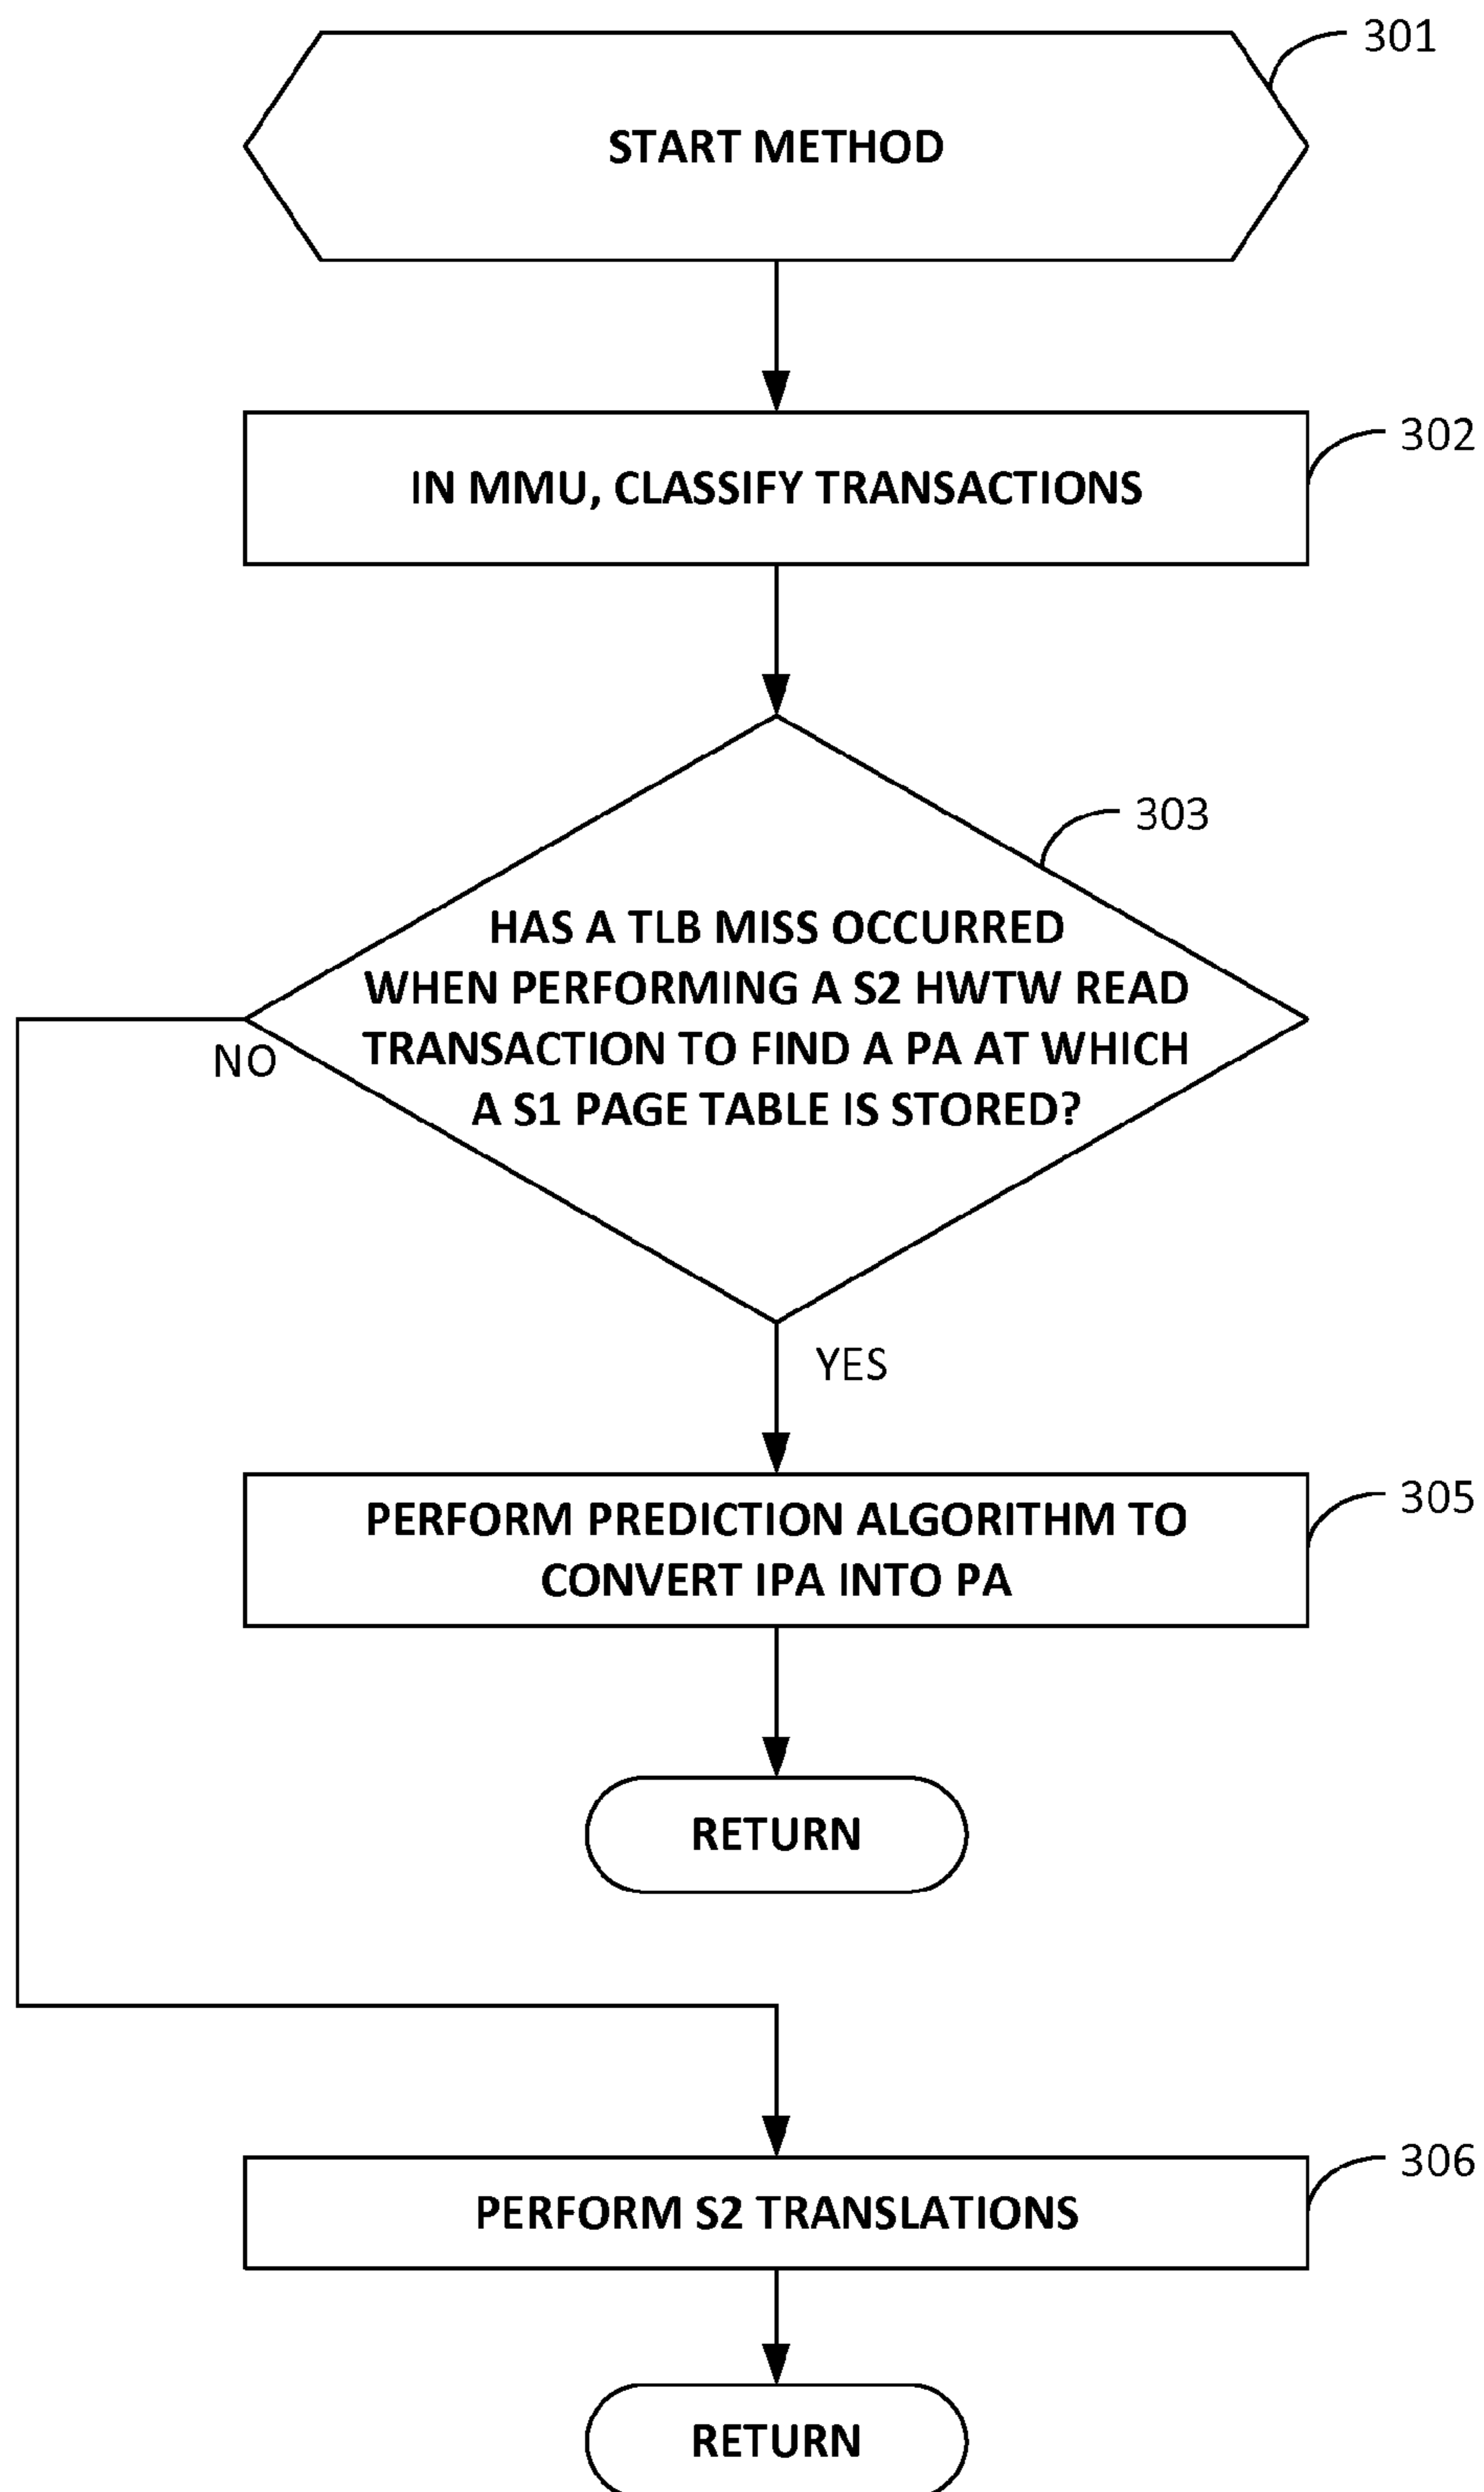 301
START METHOD
302
IN MMU, CLASSIFY TRANSACTIONS
303
HAS A TLB MISS OCCURRED
WHEN PERFORMING A S2 HWTW READ
TRANSACTION TO FIND A PA AT WHICH
A S1 PAGE TABLE IS STORED?
NO
YES
305
PERFORM PREDICTION ALGORITHM TO
CONVERT IPA INTO PA
RETURN
306
PERFORM S2 TRANSLATIONS
RETURN